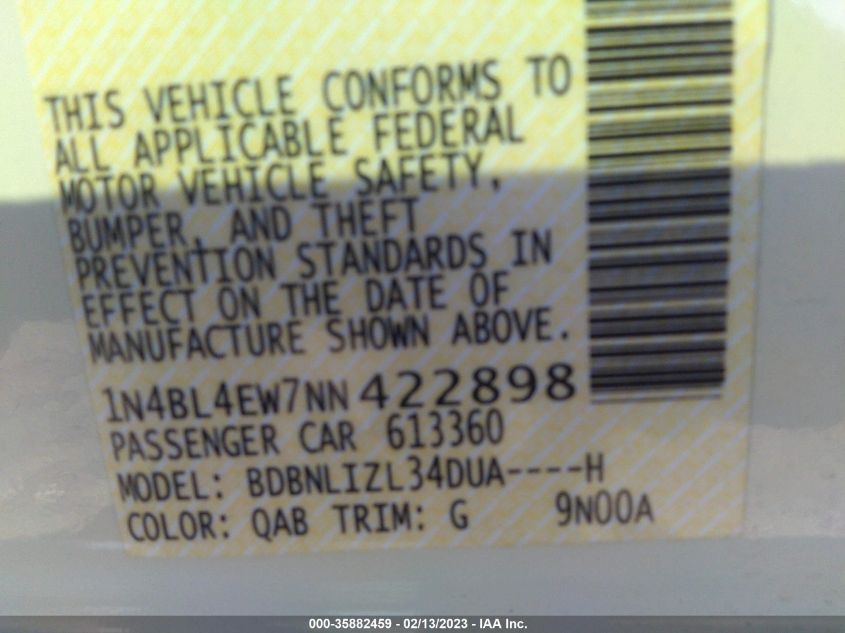 THIS VEHICLE CONFORMS TO
ALL APPLICABLE FEDERAL
MOTOR VEHICLE SAFETY,
BUMPER, AND THEFT
PREVENTION STANDARDS IN
EFFECT ON THE DATE OF
MANUFACTURE SHOWN ABOVE.
1N4BL4EW7NN422898
PASSENGER CAR 613360
MODEL: BDBNLIZL34DUA----H
COLOR: QAB TRIM: G 9N00A
000-35882459 - 02/13/2023 - IAA Inc.